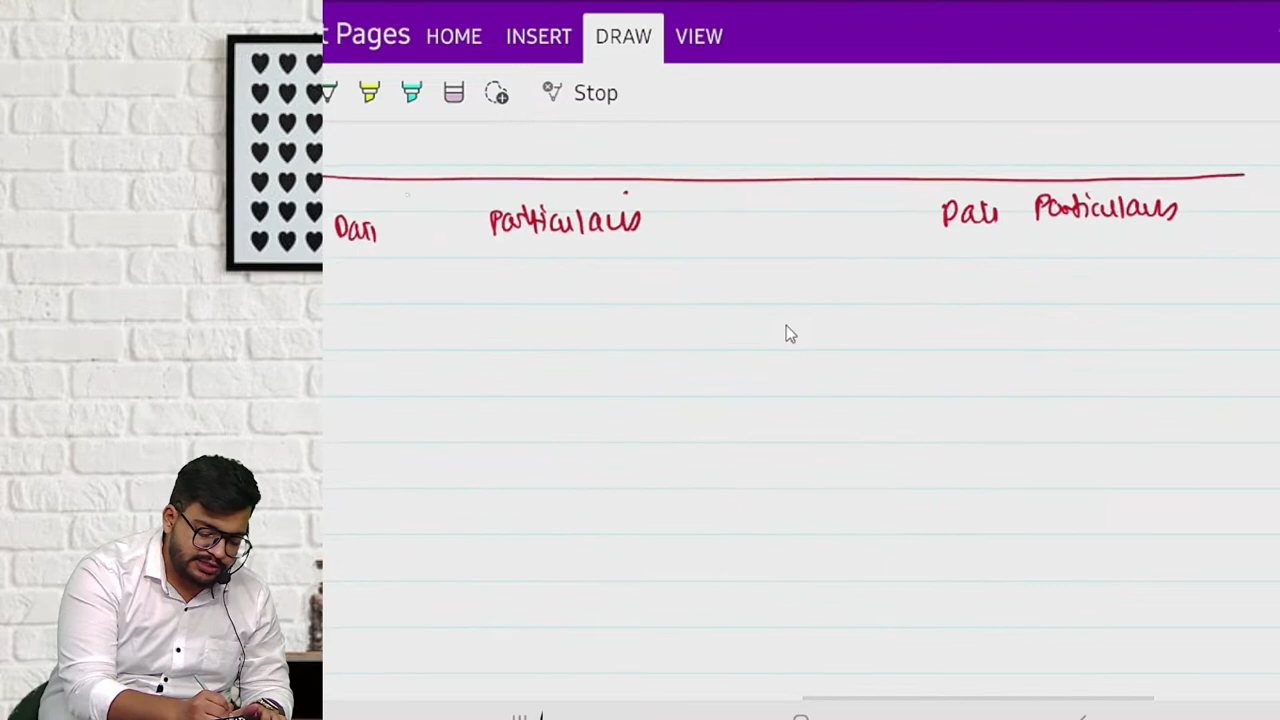 t Pages HOME INSERT DRAW VIEW
Stop
Date Particulars Date Particulars